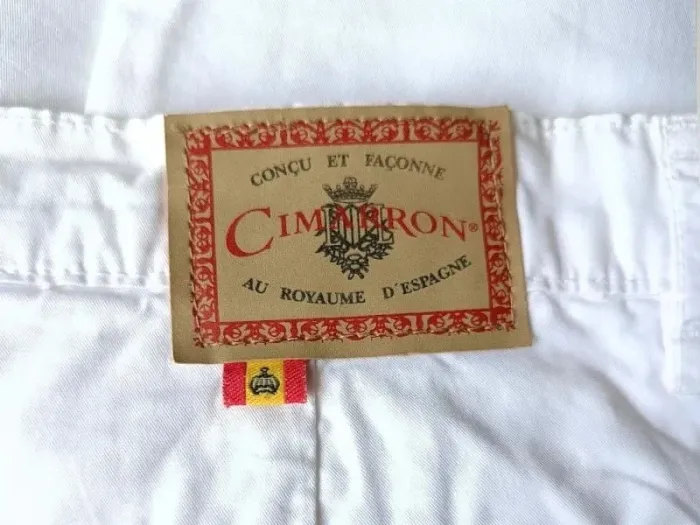 CONÇU ET FAÇONNE
CIMARRON®
AU ROYAUME D'ESPAGNE